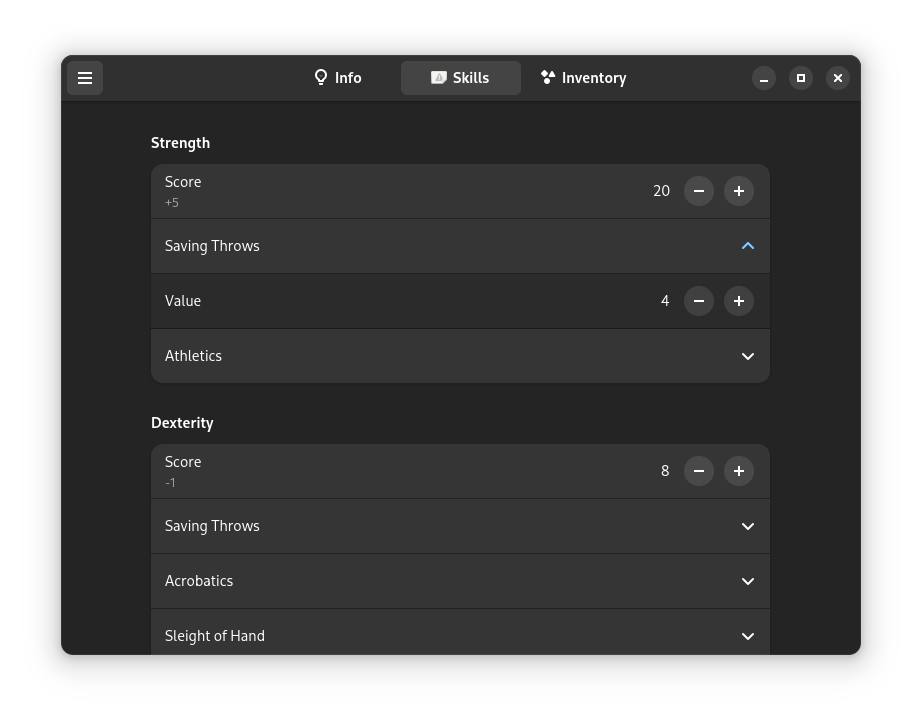 Info
Skills
Inventory
Strength
Score
+5
20
Saving Throws
Value
4
Athletics
Dexterity
Score
-1
8
Saving Throws
Acrobatics
Sleight of Hand